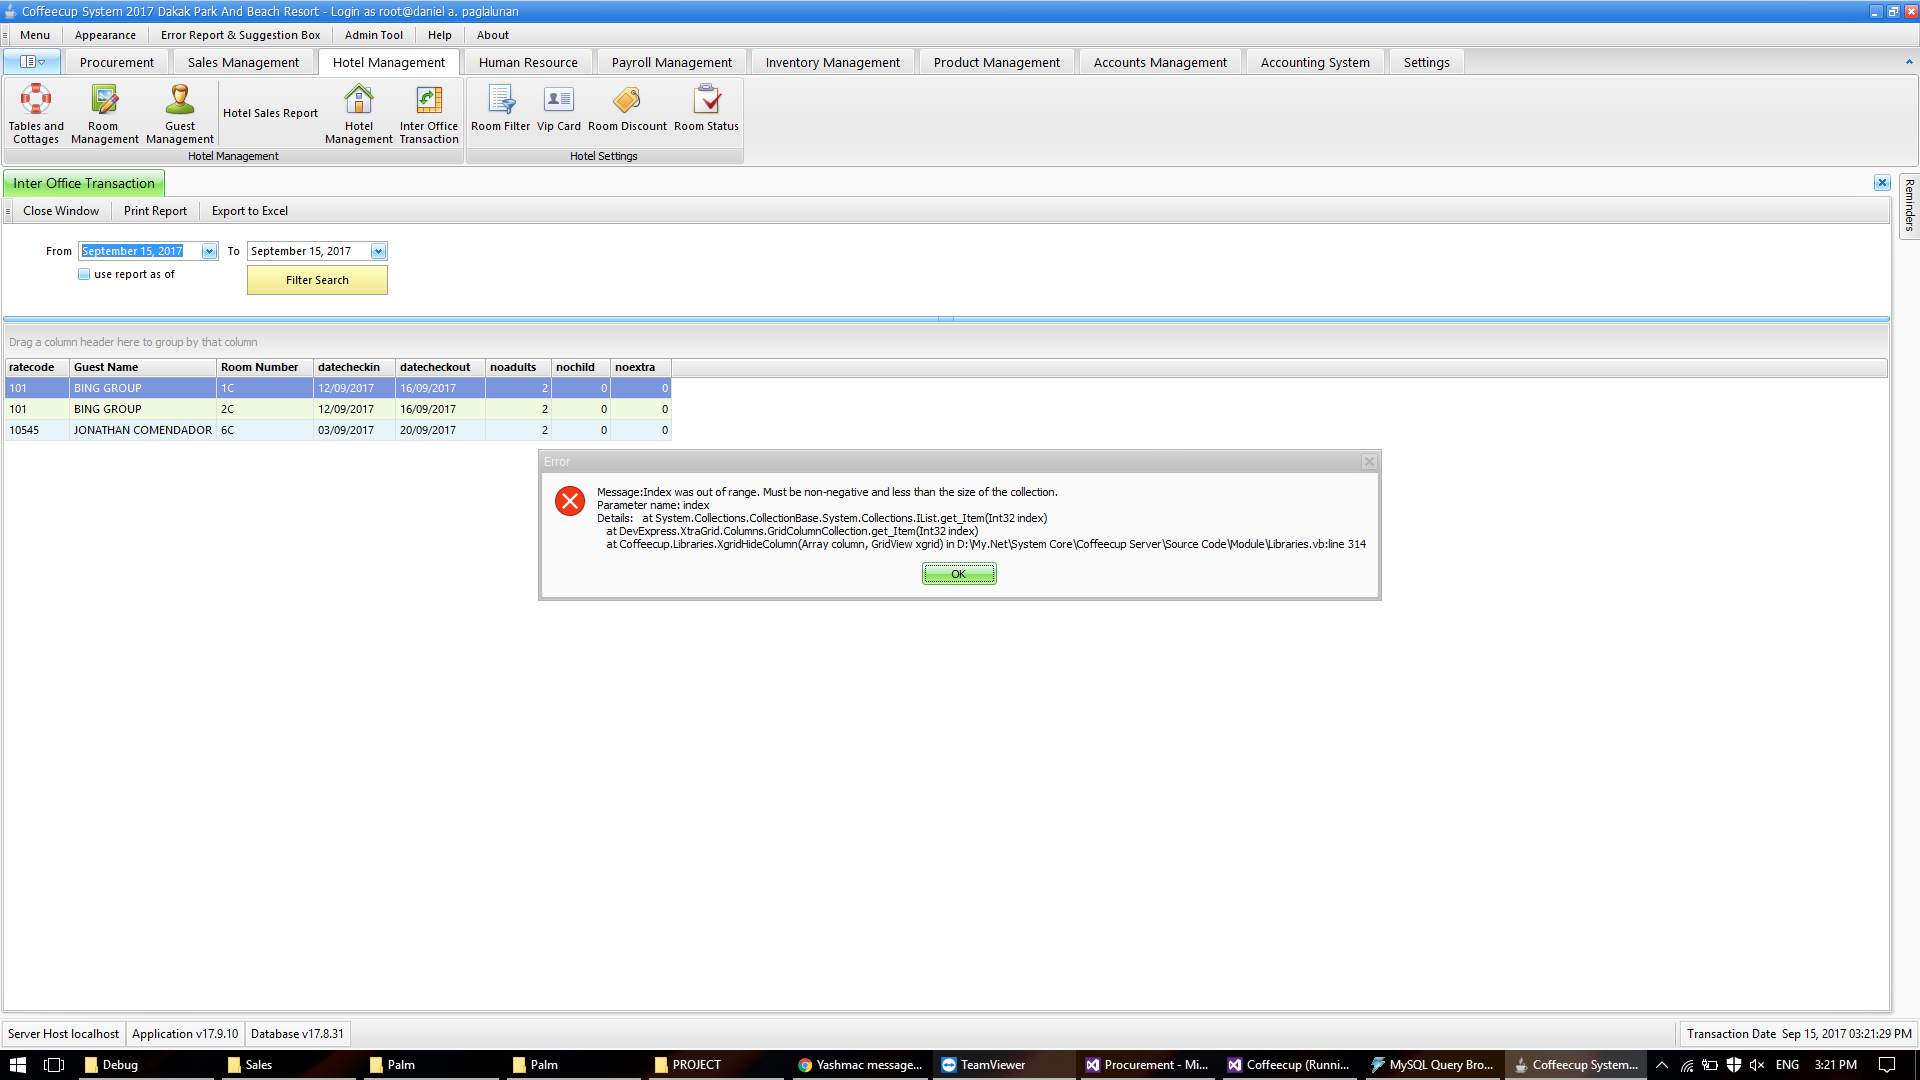 Coffeecup System 2017 Dakak Park And Beach Resort - Login as root@daniel a. paglalunan
Menu Appearance Error Report & Suggestion Box Admin Tool Help About
Procurement Sales Management Hotel Management Human Resource Payroll Management Inventory Management Product Management Accounts Management Accounting System Settings
Tables and Cottages
Room Management
Guest Management
Hotel Sales Report
Hotel Management
Inter Office Transaction
Room Filter Vip Card Room Discount Room Status
Hotel Management Hotel Settings
Inter Office Transaction
Reminders
Close Window Print Report Export to Excel
From September 15, 2017 To September 15, 2017
use report as of
Filter Search
Drag a column header here to group by that column
ratecode Guest Name Room Number datecheckin datecheckout noadults nochild noextra
101 BING GROUP 1C 12/09/2017 16/09/2017 2 0 0
101 BING GROUP 2C 12/09/2017 16/09/2017 2 0 0
10545 JONATHAN COMENDADOR 6C 03/09/2017 20/09/2017 2 0 0
Error
Message:Index was out of range. Must be non-negative and less than the size of the collection.
Parameter name: index
Details: at System.Collections.CollectionBase.System.Collections.IList.get_Item(Int32 index)
at DevExpress.XtraGrid.Columns.GridColumnCollection.get_Item(Int32 index)
at Coffeecup.Libraries.XgridHideColumn(Array column, GridView xgrid) in D:\My.Net\System Core\Coffeecup Server\Source Code\Module\Libraries.vb:line 314
OK
Server Host localhost Application v17.9.10 Database v17.8.31 Transaction Date Sep 15, 2017 03:21:29 PM
Debug Sales Palm Palm PROJECT Yashmac message... TeamViewer Procurement - Mi... Coffeecup (Runni... MySQL Query Bro... Coffeecup System... ENG 3:21 PM